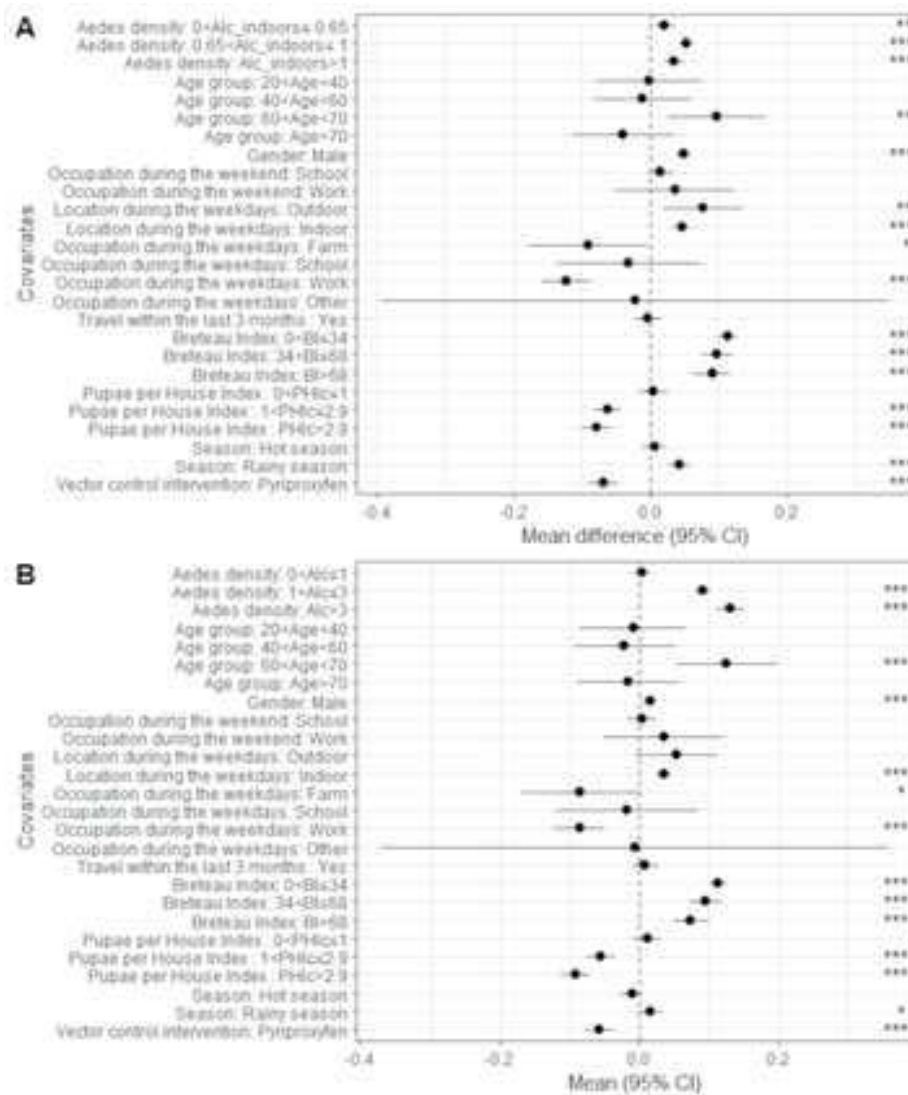 A
Aedes density: 0<Alc_indoors≤ 0.65
Aedes density: 0.65<Alc_indoors≤ 1
Aedes density: Alc_indoors>1
Age group: 20<Age<40
Age group: 40<Age<60
Age group: 60<Age<70
Age group: Age>70
Gender: Male
Occupation during the weekend: School
Occupation during the weekend: Work
Location during the weekdays: Outdoor
Location during the weekdays: Indoor
Occupation during the weekdays: Farm
Occupation during the weekdays: School
Occupation during the weekdays: Work
Occupation during the weekdays: Other
Travel within the last 3 months : Yes
Breteau Index: 0<BI≤34
Breteau Index: 34<BI≤68
Breteau Index: BI>68
Pupae per House Index : 0<PHIc≤1
Pupae per House Index : 1<PHIc≤2.9
Pupae per House Index : PHIc>2.9
Season: Hot season
Season: Rainy season
Vector control intervention: Pyriproxyfen
Covariates
-0.4 -0.2 0.0 0.2
Mean difference (95% CI)
B
Aedes density: 0<Alc≤1
Aedes density: 1<Alc≤3
Aedes density: Alc>3
Age group: 20<Age<40
Age group: 40<Age<60
Age group: 60<Age<70
Age group: Age>70
Gender: Male
Occupation during the weekend: School
Occupation during the weekend: Work
Location during the weekdays: Outdoor
Location during the weekdays: Indoor
Occupation during the weekdays: Farm
Occupation during the weekdays: School
Occupation during the weekdays: Work
Occupation during the weekdays: Other
Travel within the last 3 months : Yes
Breteau Index: 0<BI≤34
Breteau Index: 34<BI≤68
Breteau Index: BI>68
Pupae per House Index : 0<PHIc≤1
Pupae per House Index : 1<PHIc≤2.9
Pupae per House Index : PHIc>2.9
Season: Hot season
Season: Rainy season
Vector control intervention: Pyriproxyfen
Covariates
-0.4 -0.2 0.0 0.2
Mean (95% CI)